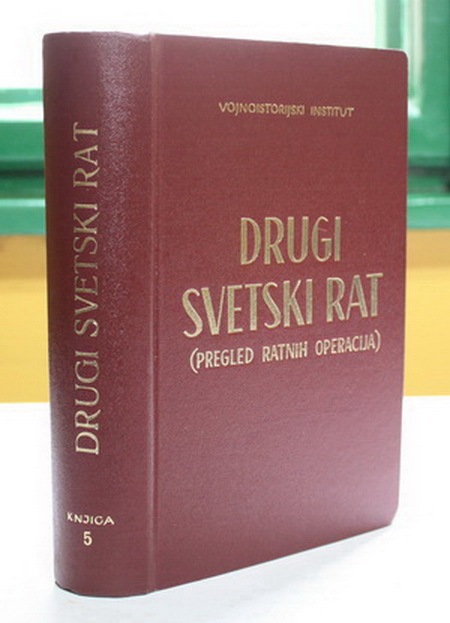 VOJNOISTORIJSKI INSTITUT
DRUGI
SVETSKI RAT
(PREGLED RATNIH OPERACIJA)
DRUGI SVETSKI RAT
KNJIGA
5